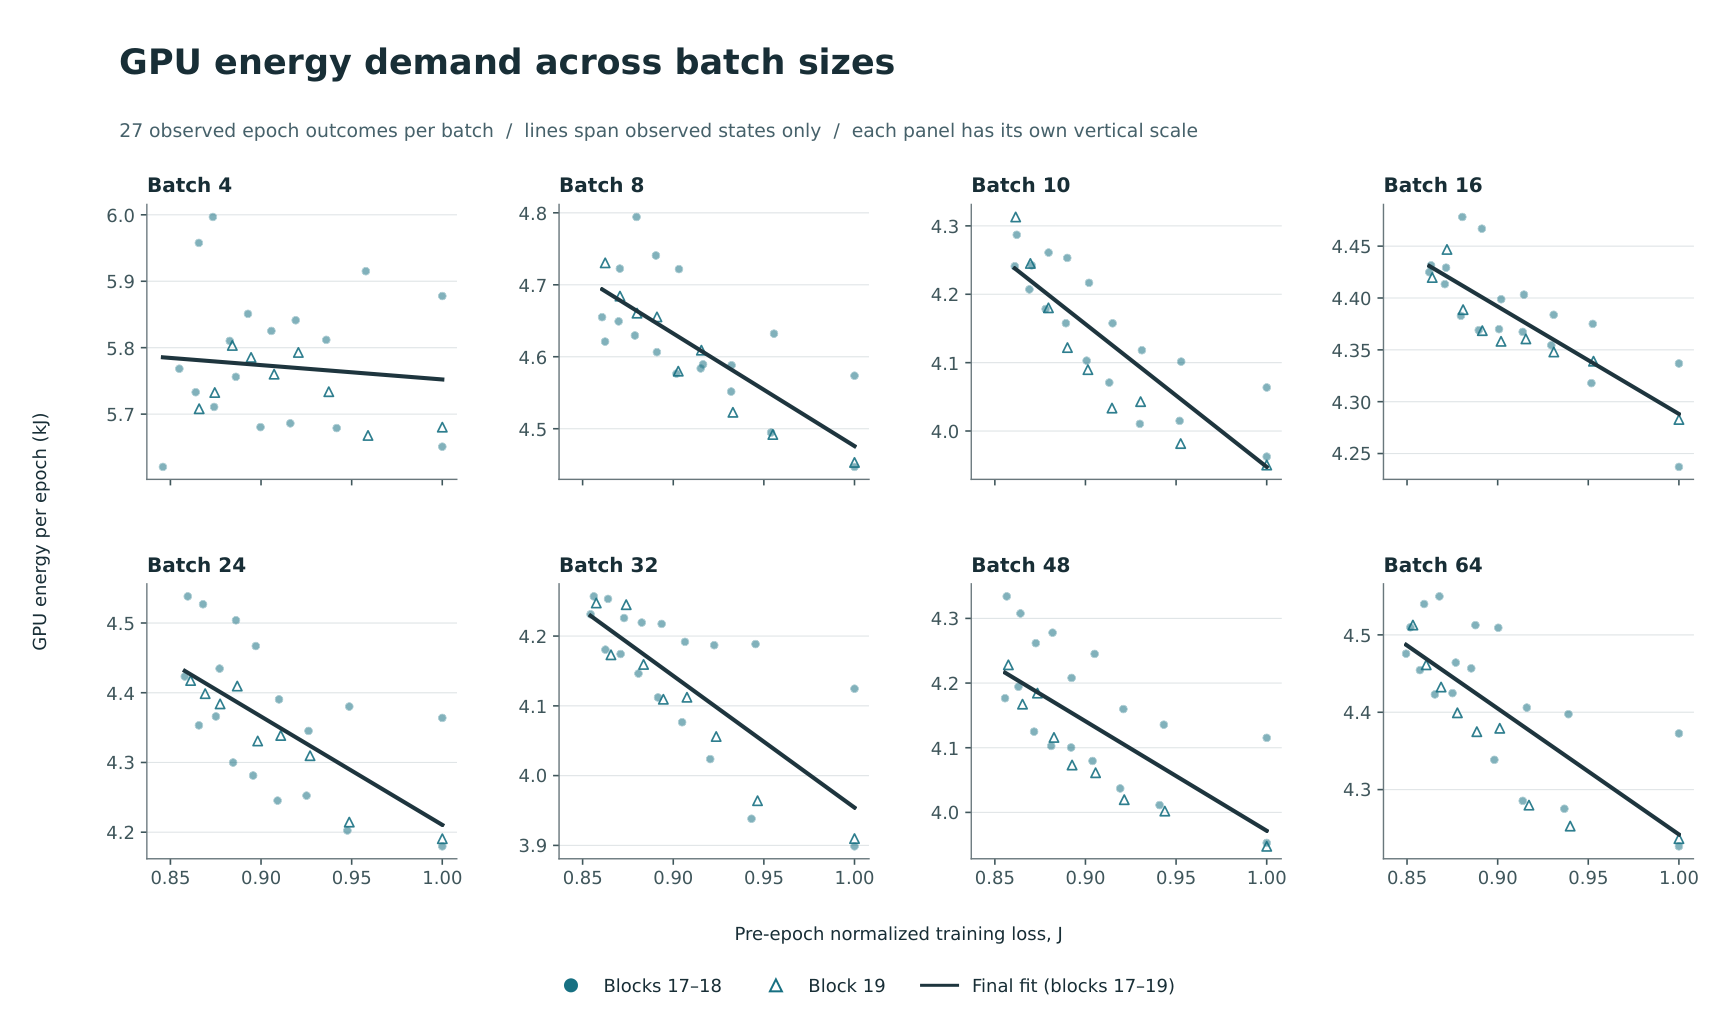 GPU energy demand across batch sizes
27 observed epoch outcomes per batch / lines span observed states only / each panel has its own vertical scale
Batch 4
6.0
5.9
5.8
5.7
Batch 8
4.8
4.7
4.6
4.5
Batch 10
4.3
4.2
4.1
4.0
Batch 16
4.45
4.40
4.35
4.30
4.25
GPU energy per epoch (kJ)
Batch 24
4.5
4.4
4.3
4.2
0.85 0.90 0.95 1.00
Batch 32
4.2
4.1
4.0
3.9
0.85 0.90 0.95 1.00
Batch 48
4.3
4.2
4.1
4.0
0.85 0.90 0.95 1.00
Batch 64
4.5
4.4
4.3
0.85 0.90 0.95 1.00
Pre-epoch normalized training loss, J
Blocks 17–18 Block 19 Final fit (blocks 17–19)